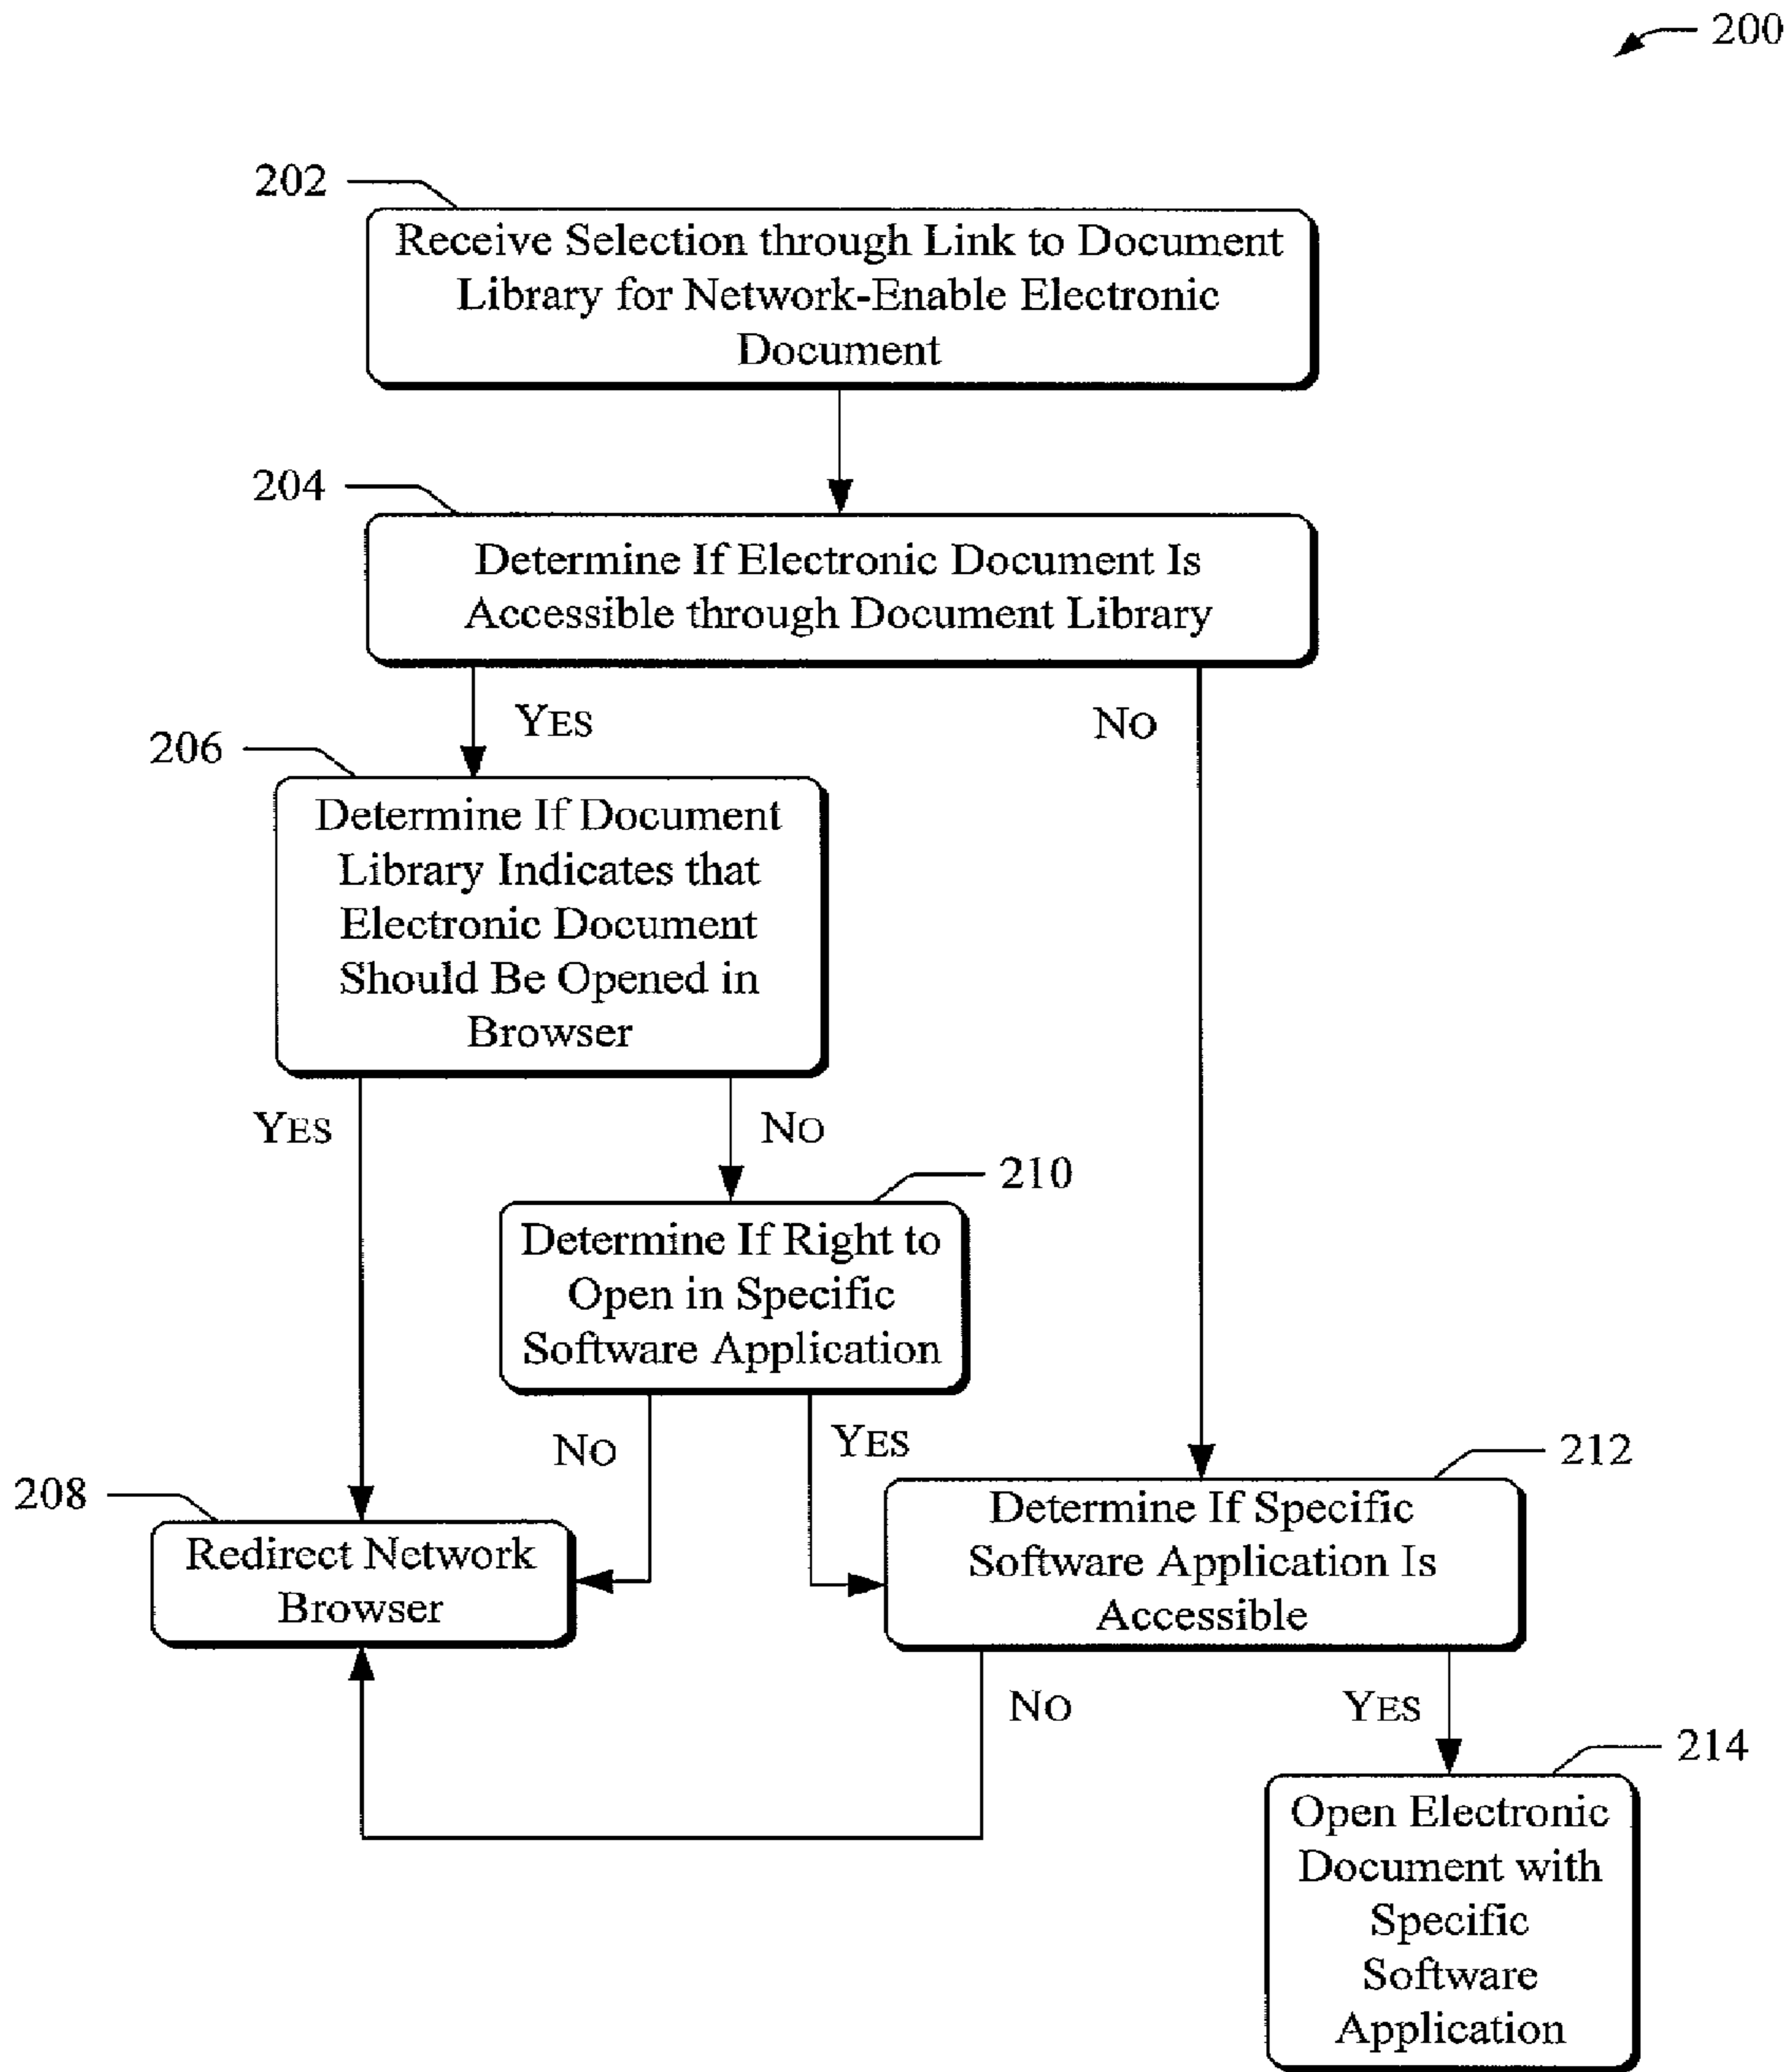 200
202
Receive Selection through Link to Document
Library for Network-Enable Electronic
Document
204
Determine If Electronic Document Is
Accessible through Document Library
YES
NO
206
Determine If Document
Library Indicates that
Electronic Document
Should Be Opened in
Browser
YES
NO
210
Determine If Right to
Open in Specific
Software Application
NO
YES
212
Determine If Specific
Software Application Is
Accessible
208
Redirect Network
Browser
NO
YES
214
Open Electronic
Document with
Specific
Software
Application